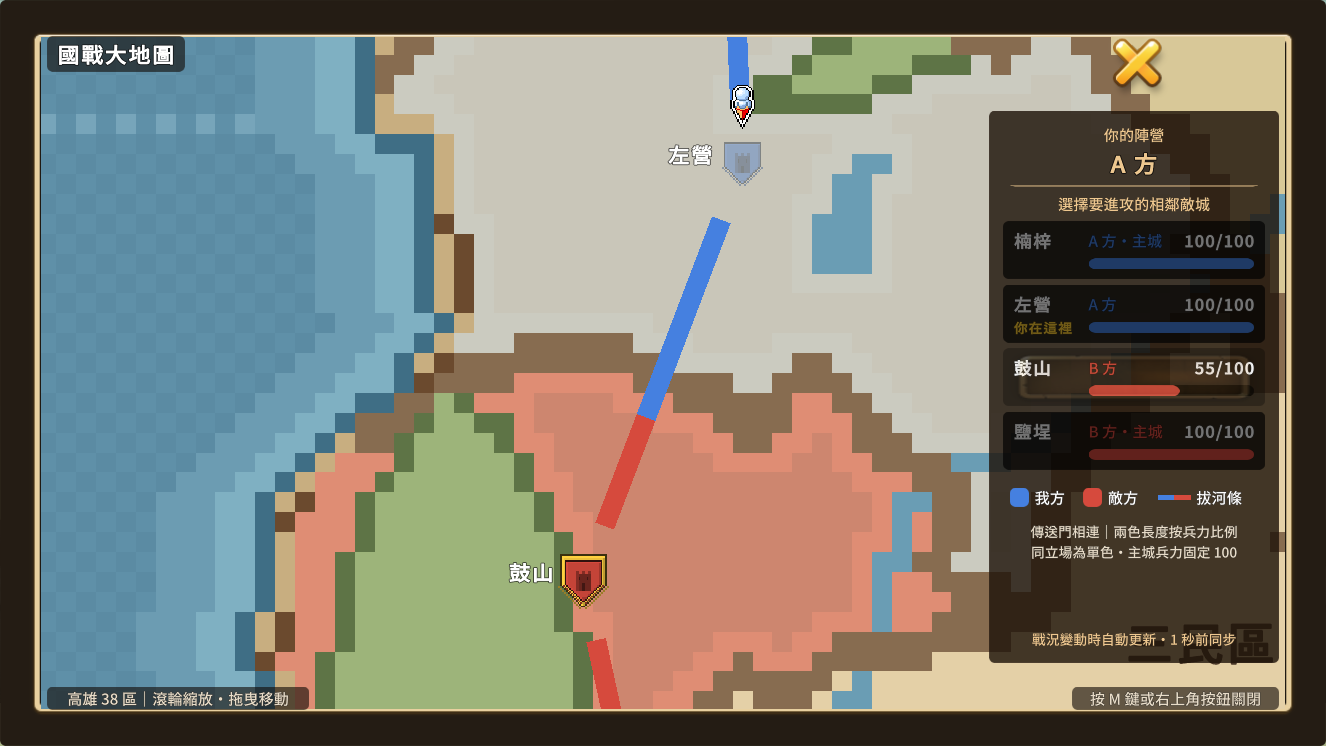 國戰大地圖
左營
鼓山
你的陣營
A 方
選擇要進攻的相鄰敵城
楠梓 A 方・主城 100/100
左營 A 方 100/100
你在這裡
鼓山 B 方 55/100
鹽埕 B 方・主城 100/100
我方 敵方 拔河條
傳送門相連｜兩色長度按兵力比例
同立場為單色・主城兵力固定 100
三民區
戰況變動時自動更新・1 秒前同步
高雄 38 區｜滾輪縮放・拖曳移動
按 M 鍵或右上角按鈕關閉